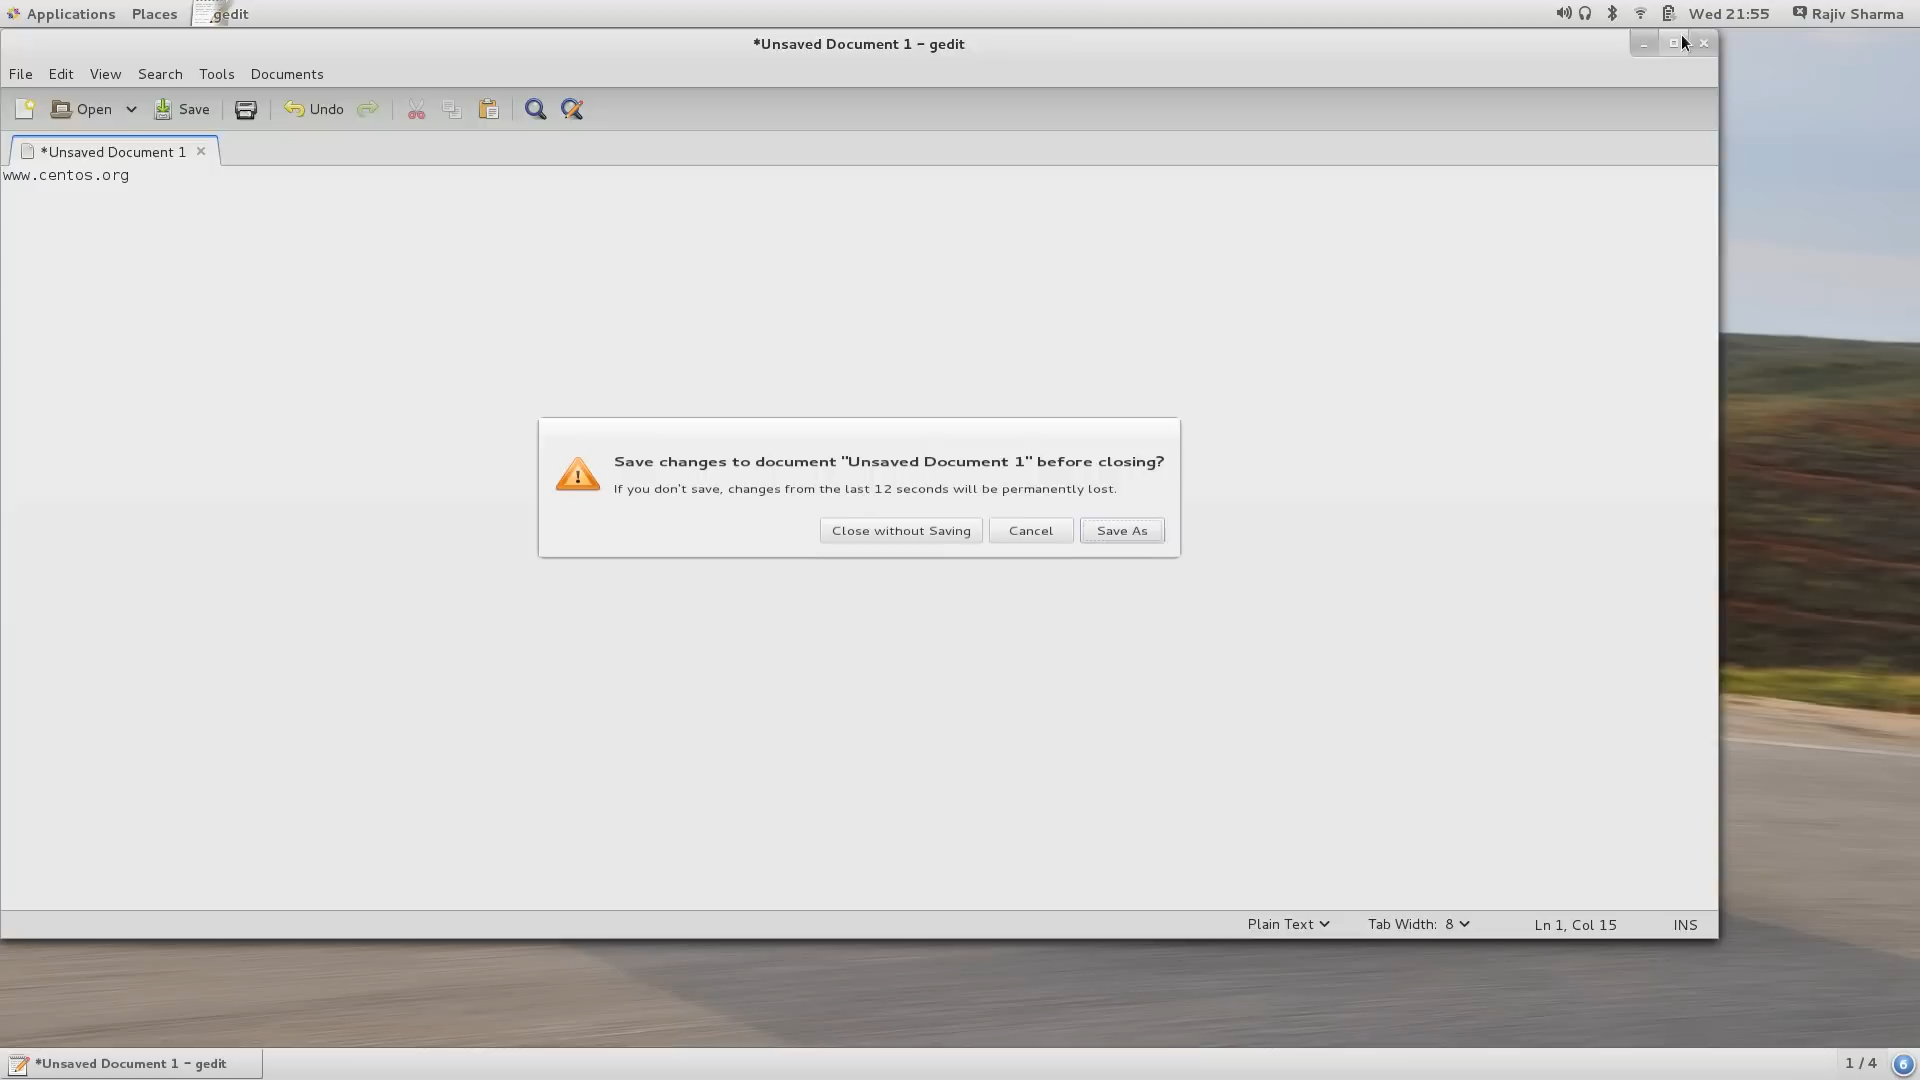 Applications Places gedit Wed 21:55 Rajiv Sharma
*Unsaved Document 1 - gedit
File Edit View Search Tools Documents
Open Save Undo
*Unsaved Document 1
www.centos.org
Save changes to document "Unsaved Document 1" before closing?
If you don't save, changes from the last 12 seconds will be permanently lost.
Close without Saving Cancel Save As
Plain Text Tab Width: 8 Ln 1, Col 15 INS
*Unsaved Document 1 - gedit 1 / 4 6